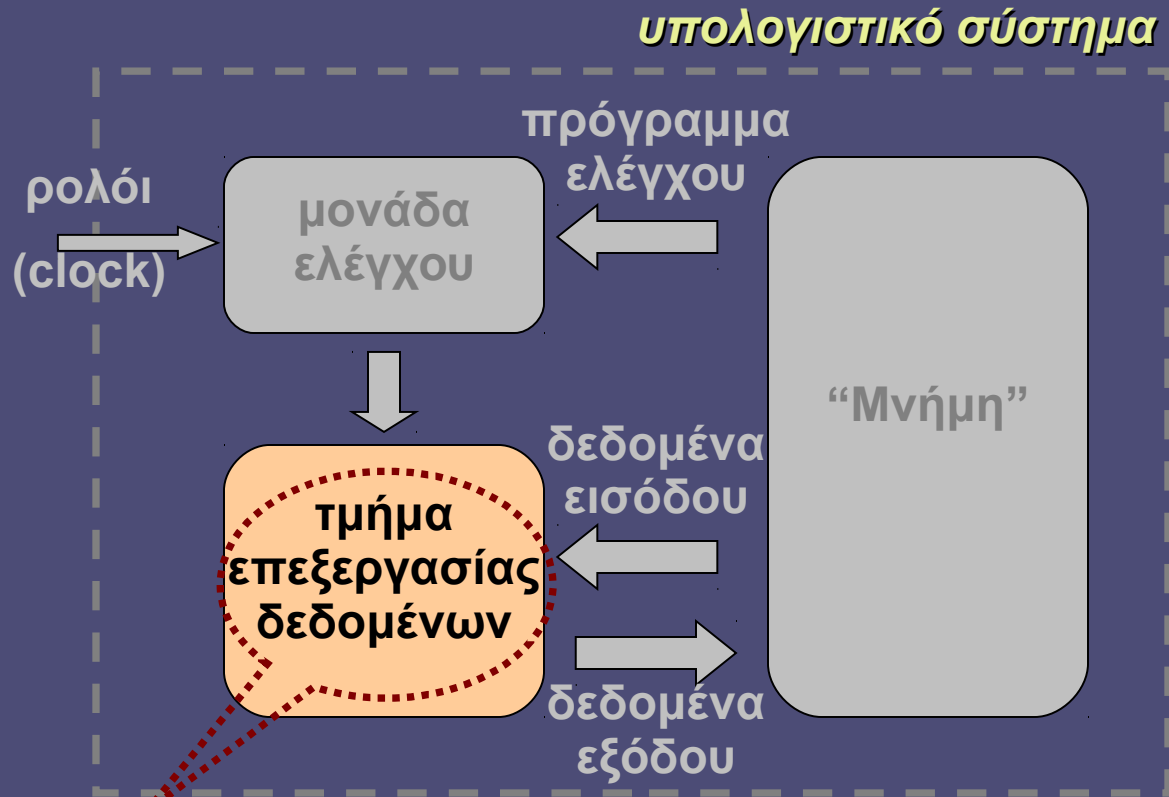 υπολογιστικό σύστημα
πρόγραμμα
ελέγχου
ρολόι
(clock)
μονάδα
ελέγχου
“Μνήμη”
δεδομένα
εισόδου
τμήμα
επεξεργασίας
δεδομένων
δεδομένα
εξόδου